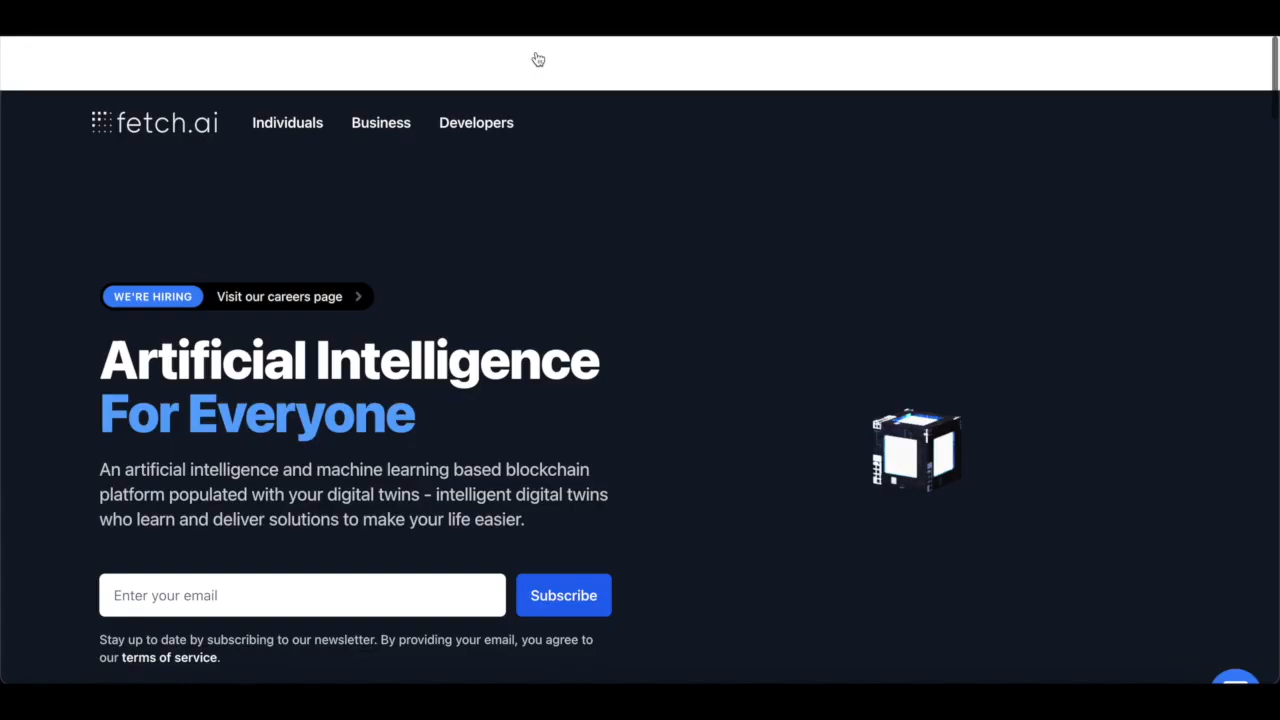 fetch.ai Individuals Business Developers
WE'RE HIRING Visit our careers page
Artificial Intelligence
For Everyone
An artificial intelligence and machine learning based blockchain
platform populated with your digital twins - intelligent digital twins
who learn and deliver solutions to make your life easier.
Enter your email Subscribe
Stay up to date by subscribing to our newsletter. By providing your email, you agree to
our terms of service.